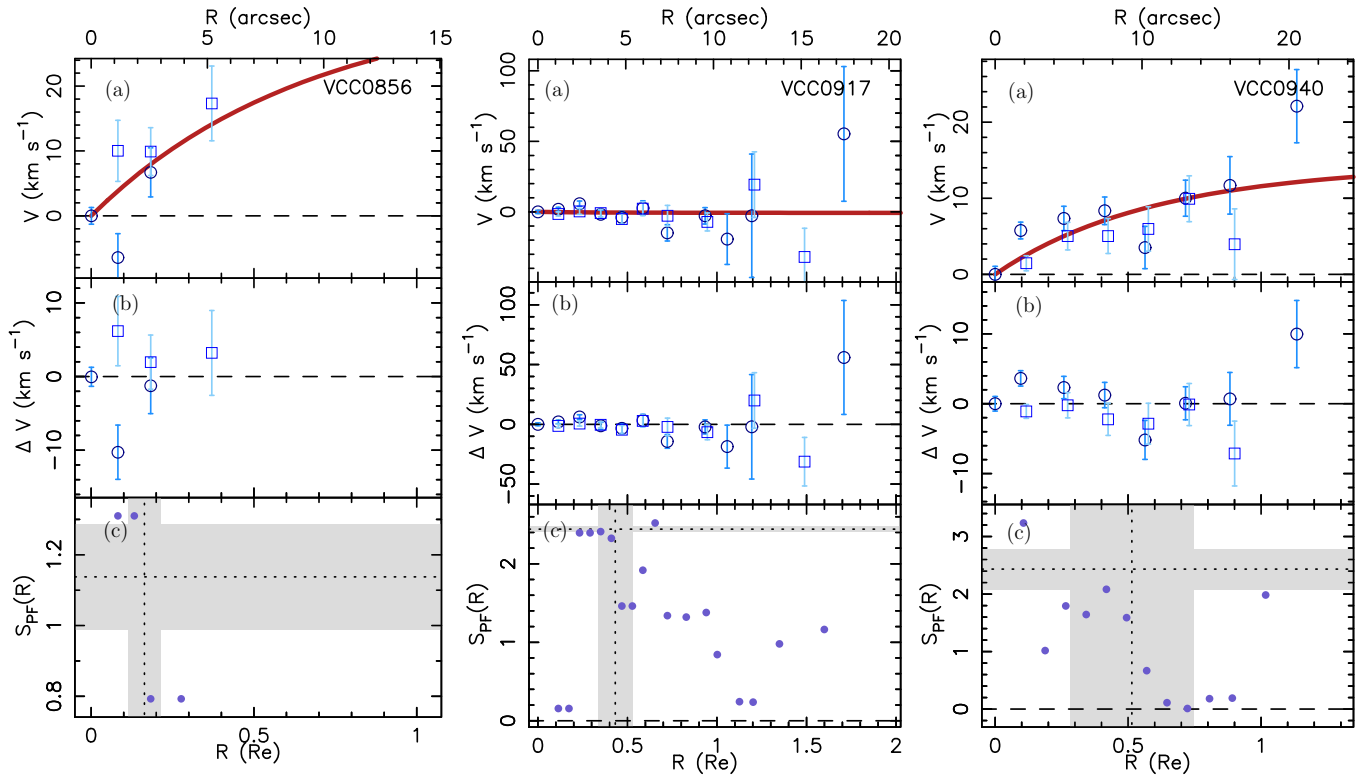 R (arcsec) R (arcsec) R (arcsec)
0 5 10 15 0 5 10 15 20 0 10 20
(a) VCC0856 (a) VCC0917 (a) VCC0940
V (km s⁻¹) V (km s⁻¹) V (km s⁻¹)
20 10 0 100 50 0 20 10 0
(b) (b) (b)
Δ V (km s⁻¹) Δ V (km s⁻¹) Δ V (km s⁻¹)
10 0 −10 100 50 0 −50 10 0 −10
(c) (c) (c)
S_PF(R) S_PF(R) S_PF(R)
1.2 1 0.8 2 1 0 3 2 1 0
0 0.5 1 0 0.5 1 1.5 2 0 0.5 1
R (Re) R (Re) R (Re)